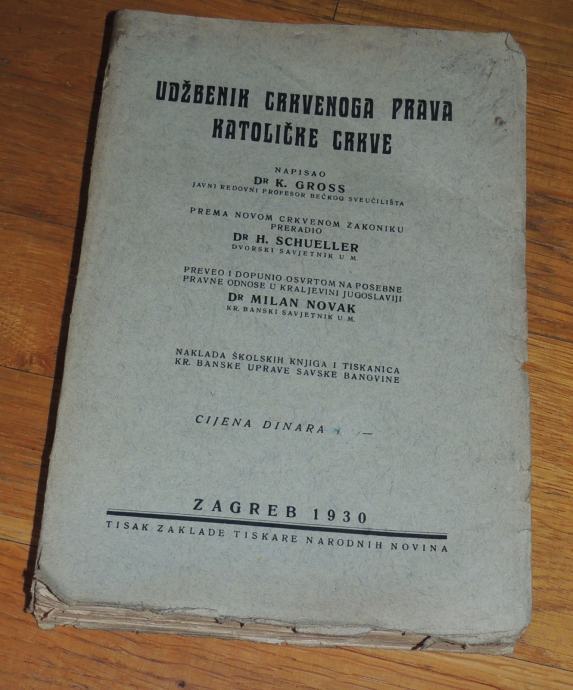 UDŽBENIK CRKVENOGA PRAVA
KATOLIČKE CRKVE
NAPISAO
DR K. GROSS
JAVNI REDOVNI PROFESOR BEČKOG SVEUČILIŠTA
PREMA NOVOM CRKVENOM ZAKONIKU
PRERADIO
DR H. SCHUELLER
DVORSKI SAVJETNIK U M.
PREVEO I DOPUNIO OSVRTOM NA POSEBNE
PRAVNE ODNOSE U KRALJEVINI JUGOSLAVIJI
DR MILAN NOVAK
KR. BANSKI SAVJETNIK U M.
NAKLADA ŠKOLSKIH KNJIGA I TISKANICA
KR. BANSKE UPRAVE SAVSKE BANOVINE
CIJENA DINARA —
ZAGREB 1930
TISAK ZAKLADE TISKARE NARODNIH NOVINA